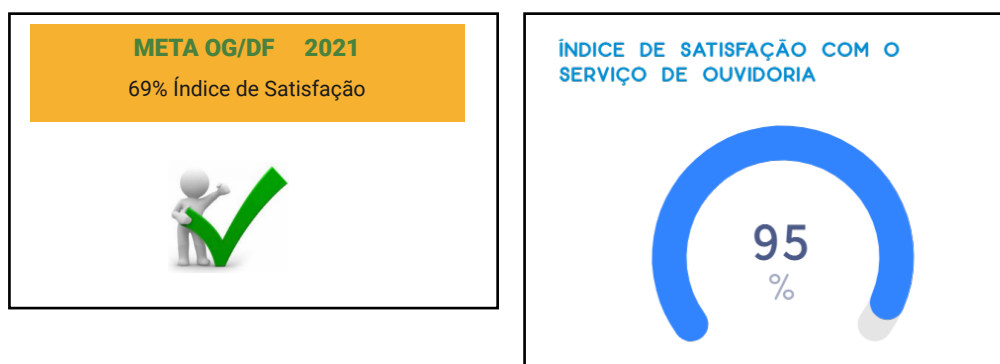 META OG/DF 2021
69% Índice de Satisfação
ÍNDICE DE SATISFAÇÃO COM O
SERVIÇO DE OUVIDORIA
95
%